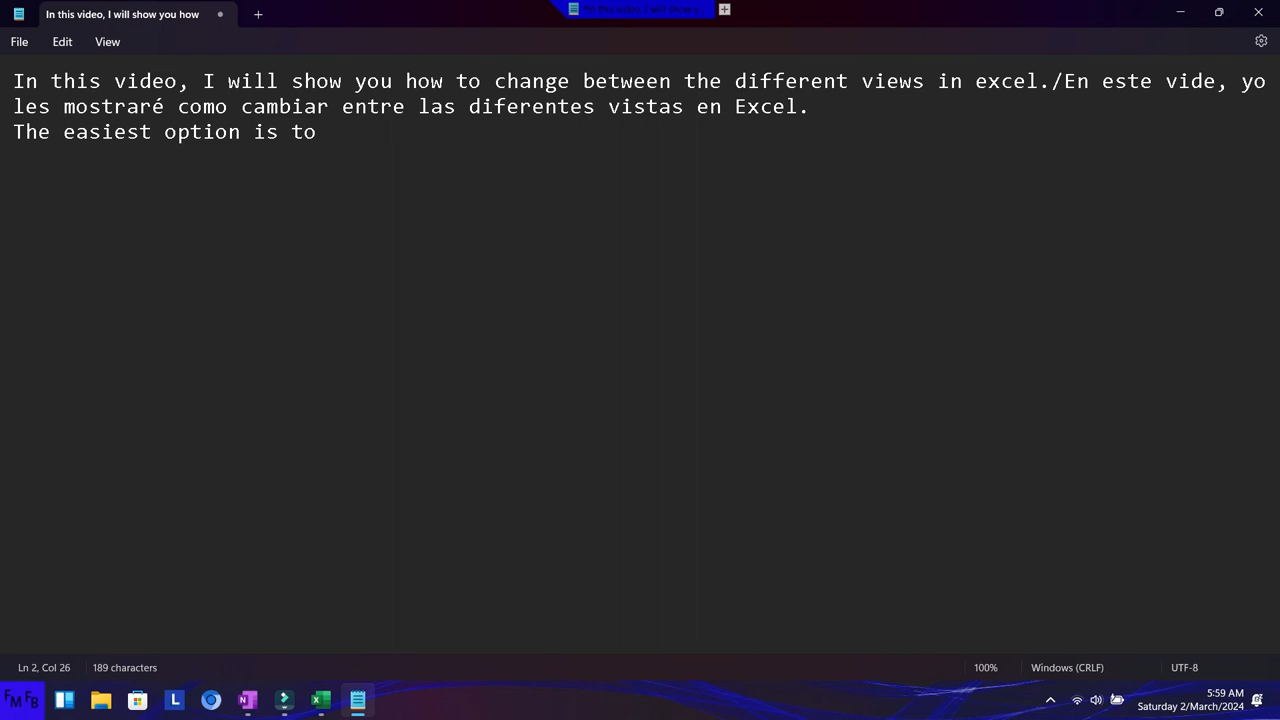 In this video, I will show you how
File
Edit
View
In this video, I will show you how to change between the different views in excel./En este vide, yo
les mostraré como cambiar entre las diferentes vistas en Excel.
The easiest option is to
Ln 2, Col 26
189 characters
100%
Windows (CRLF)
UTF-8
FM FB
5:59 AM
Saturday 2/March/2024